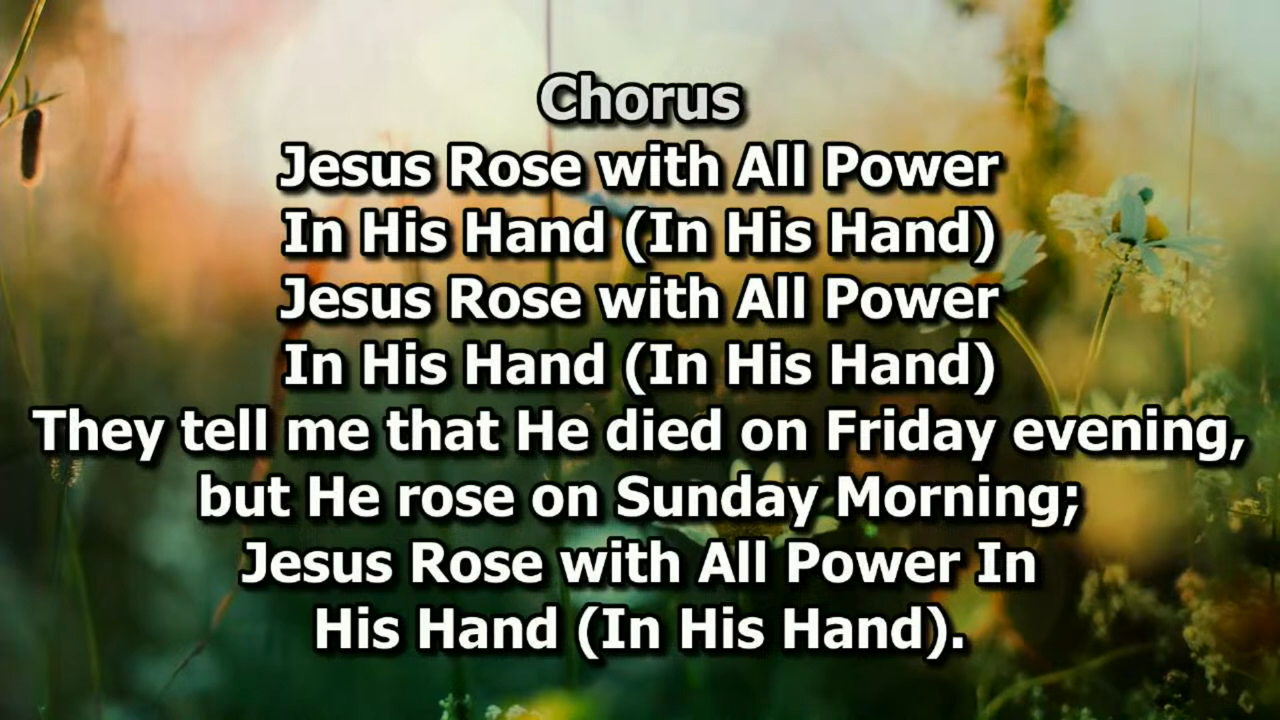 Chorus
Jesus Rose with All Power
In His Hand (In His Hand)
Jesus Rose with All Power
In His Hand (In His Hand)
They tell me that He died on Friday evening,
but He rose on Sunday Morning;
Jesus Rose with All Power In
His Hand (In His Hand).